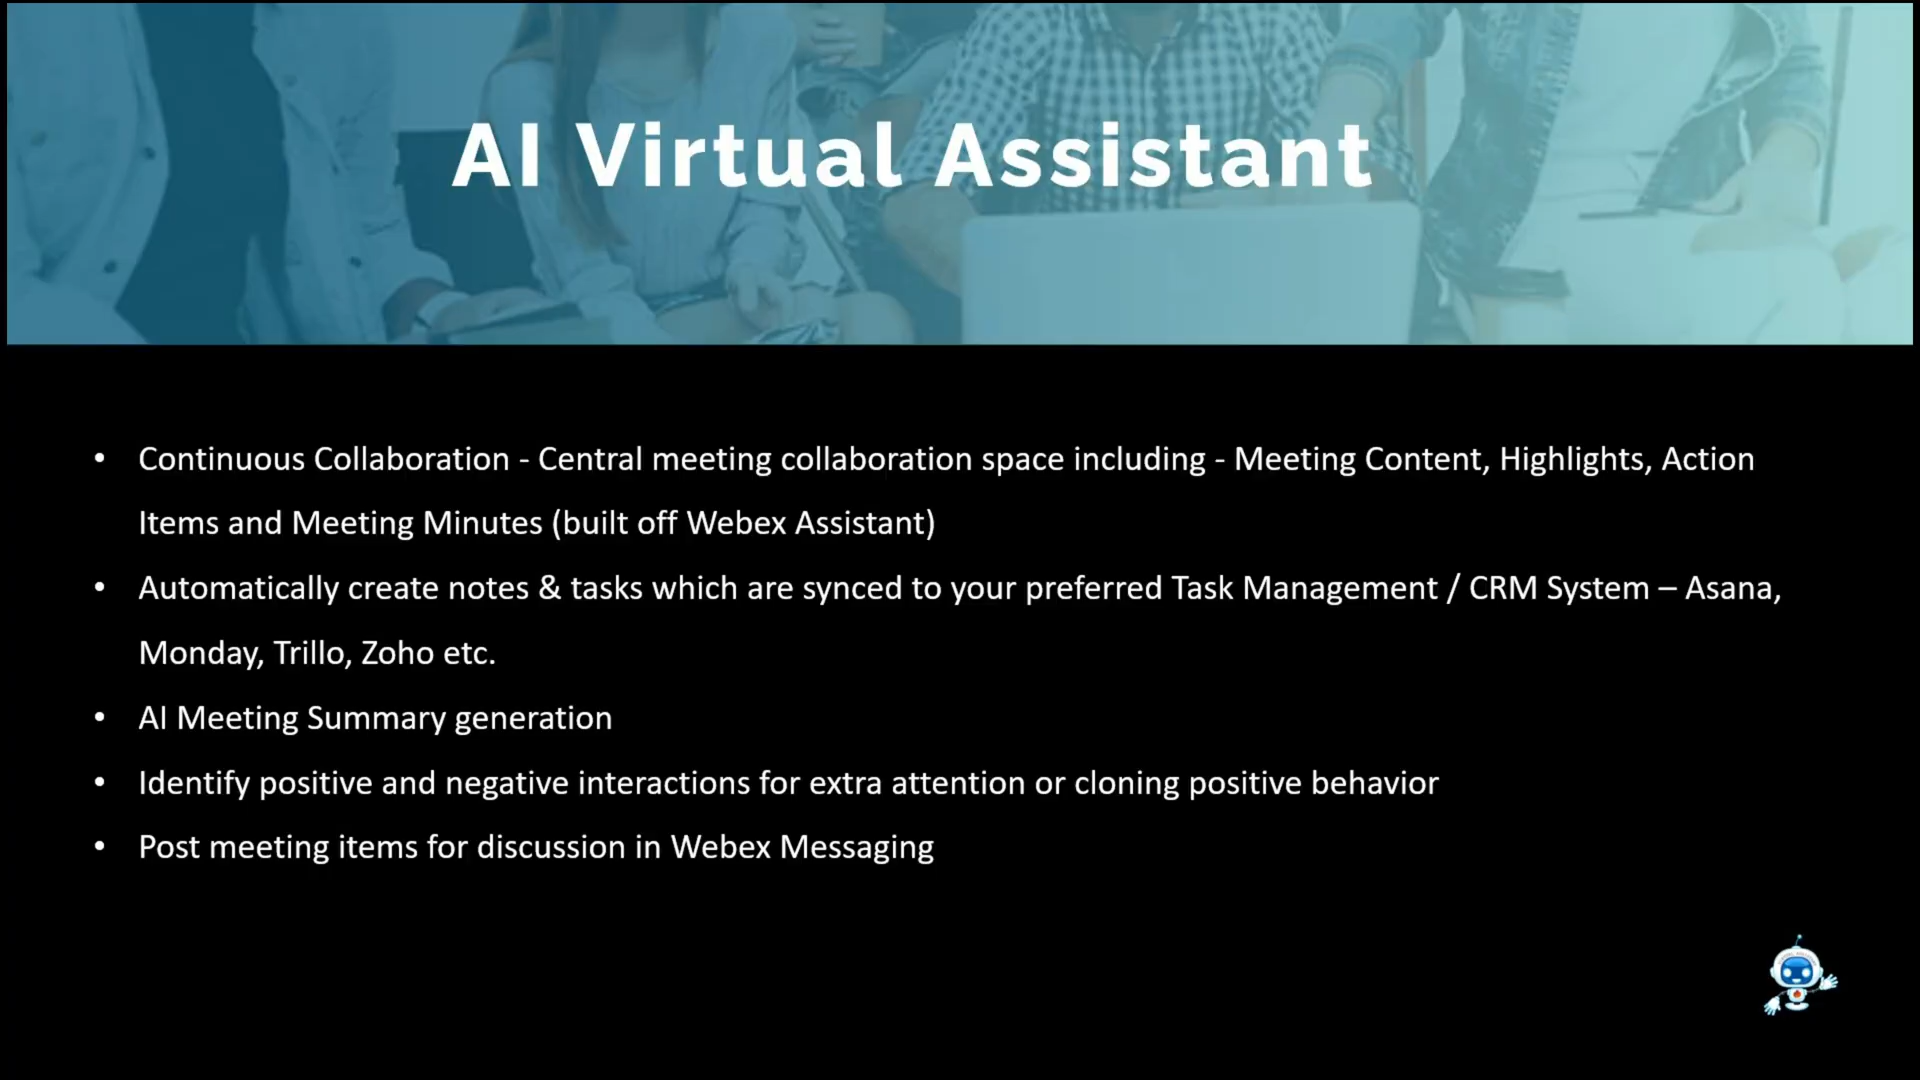 AI Virtual Assistant
• Continuous Collaboration - Central meeting collaboration space including - Meeting Content, Highlights, Action
Items and Meeting Minutes (built off Webex Assistant)
• Automatically create notes & tasks which are synced to your preferred Task Management / CRM System – Asana,
Monday, Trillo, Zoho etc.
• AI Meeting Summary generation
• Identify positive and negative interactions for extra attention or cloning positive behavior
• Post meeting items for discussion in Webex Messaging